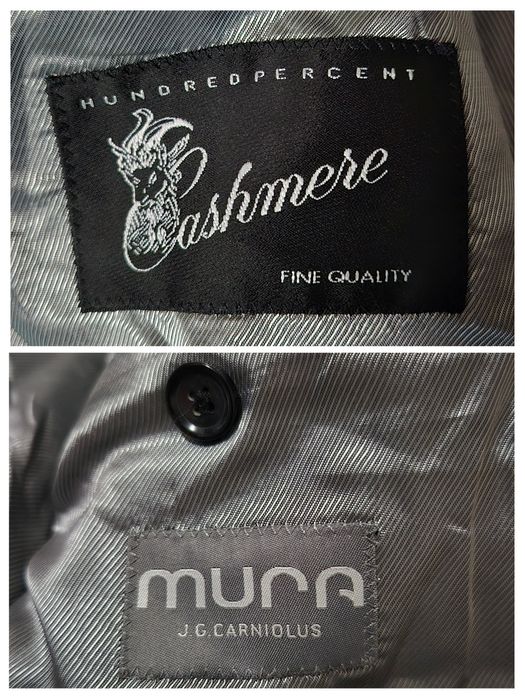 HUNDREDPERCENT
Cashmere
FINE QUALITY
mura
J.G.CARNIOLUS